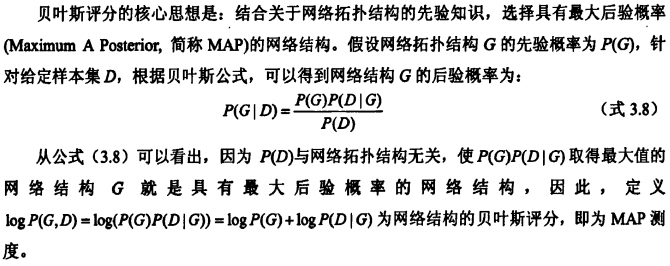 贝叶斯评分的核心思想是：结合关于网络拓扑结构的先验知识，选择具有最大后验概率
(Maximum A Posterior, 简称 MAP)的网络结构。假设网络拓扑结构 G 的先验概率为 P(G)，针
对给定样本集 D，根据贝叶斯公式，可以得到网络结构 G 的后验概率为：
P(G|D)=P(G)P(D|G)/P(D) （式 3.8）
从公式（3.8）可以看出，因为 P(D)与网络拓扑结构无关，使 P(G)P(D|G)取得最大值的
网络结构 G 就是具有最大后验概率的网络结构，因此，定义
log P(G,D)=log(P(G)P(D|G))=log P(G)+log P(D|G)为网络结构的贝叶斯评分，即为 MAP 测
度。